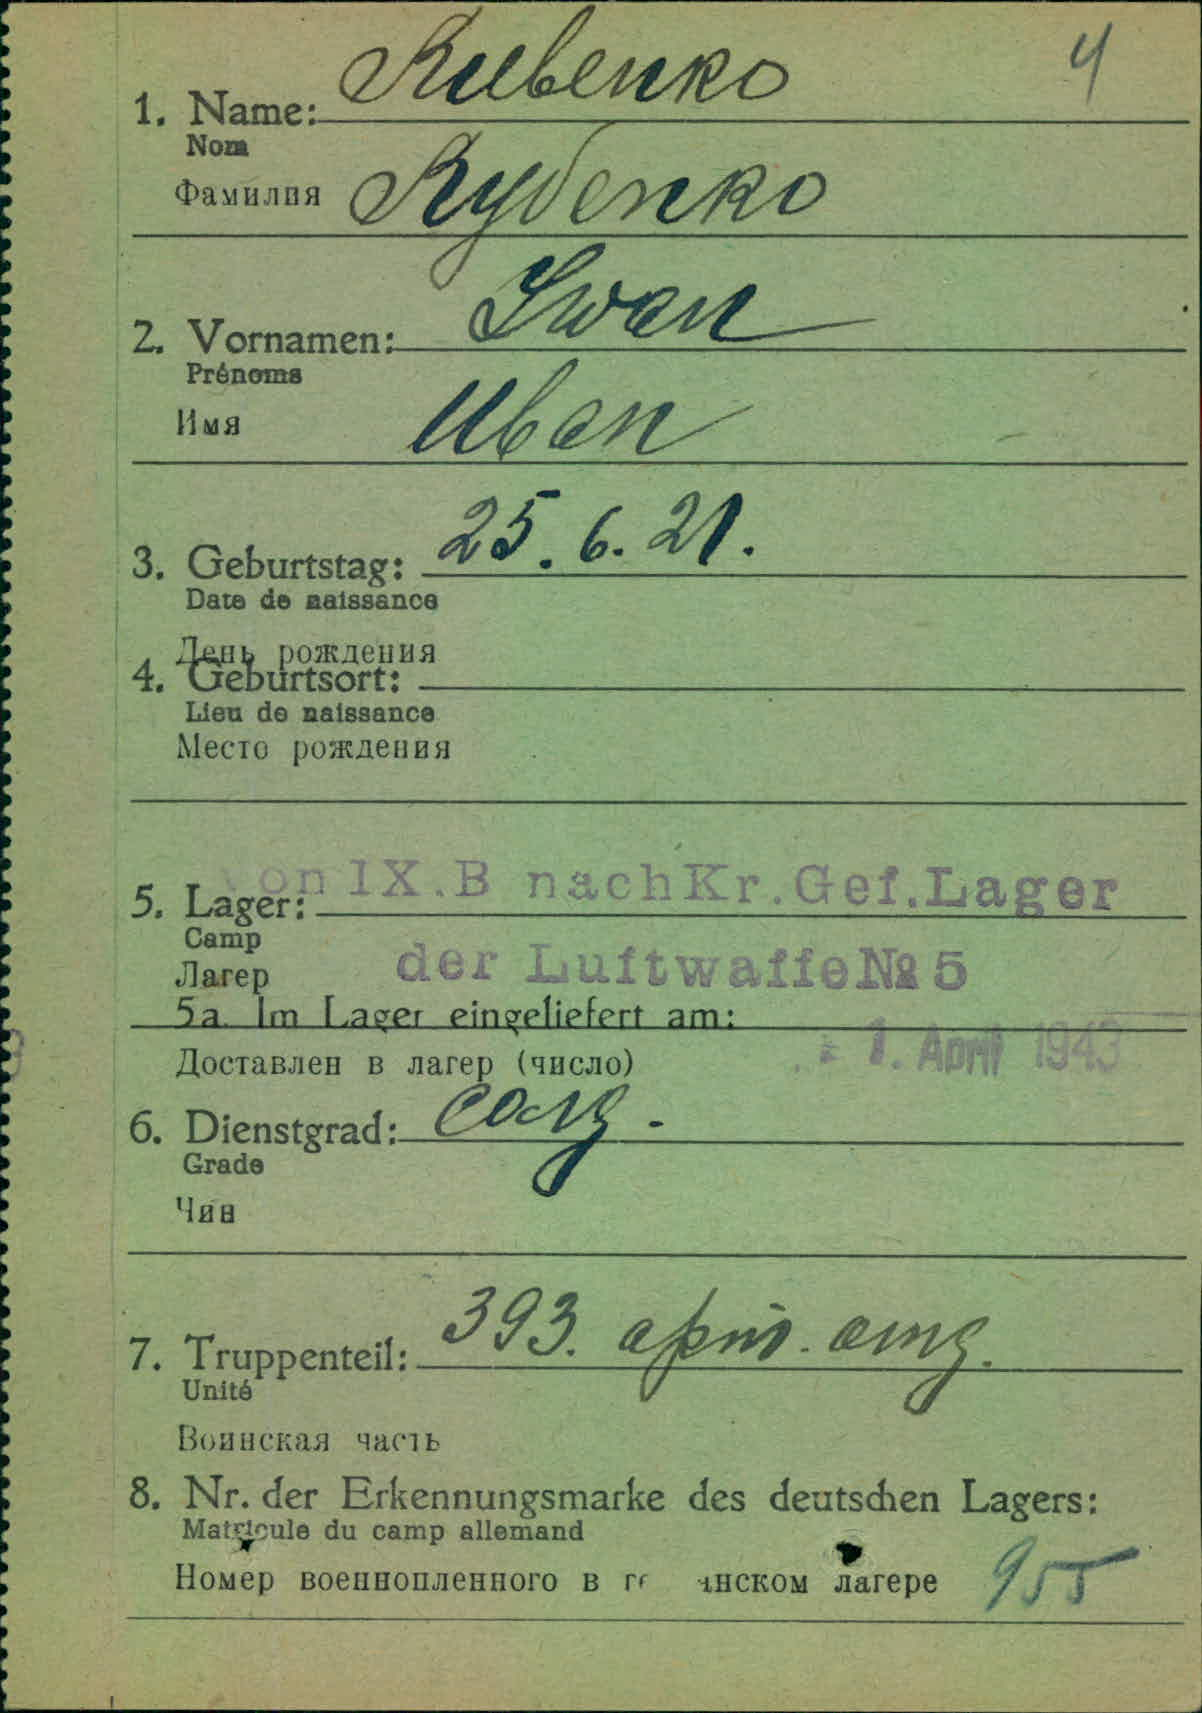 4
Kubenko
1. Name:
Nom
Фамилия Кубенко
Iwan
2. Vornamen:
Prénoms
Имя Иван
3. Geburtstag: 25. 6. 21.
Date de naissance
День рождения
4. Geburtsort:
Lieu de naissance
Место рождения
von IX.B nach Kr.Gef.Lager
5. Lager:
Camp
der Luftwaffe № 5
Лагер
5a. Im Lager eingeliefert am:
1. April 1943
Доставлен в лагер (число)
6. Dienstgrad: солд.
Grade
Чин
7. Truppenteil: 393.
Unité
Воинская часть
8. Nr. der Erkennungsmarke des deutschen Lagers:
Matricule du camp allemand
Номер военнопленного в ге анском лагере 955